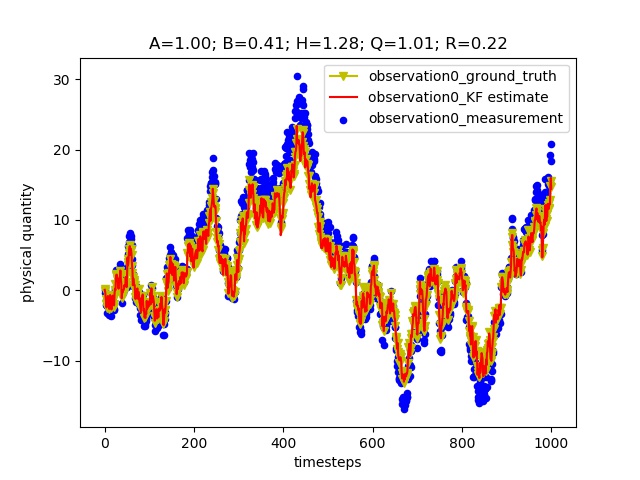 A=1.00; B=0.41; H=1.28; Q=1.01; R=0.22
observation0_ground_truth
observation0_KF estimate
observation0_measurement
physical quantity
30
20
10
0
−10
0 200 400 600 800 1000
timesteps